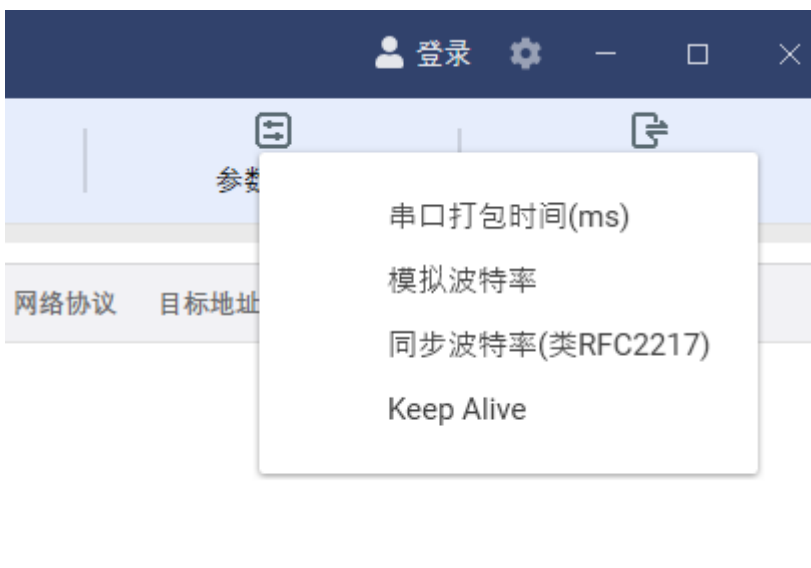 登录
参数
串口打包时间(ms)
模拟波特率
网络协议 目标地址
同步波特率(类RFC2217)
Keep Alive